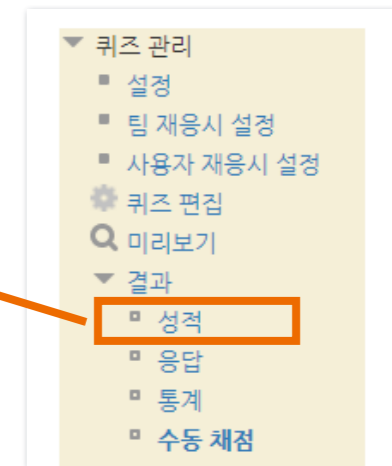 퀴즈 관리
설정
팀 재응시 설정
사용자 재응시 설정
퀴즈 편집
미리보기
결과
성적
응답
통계
수동 채점